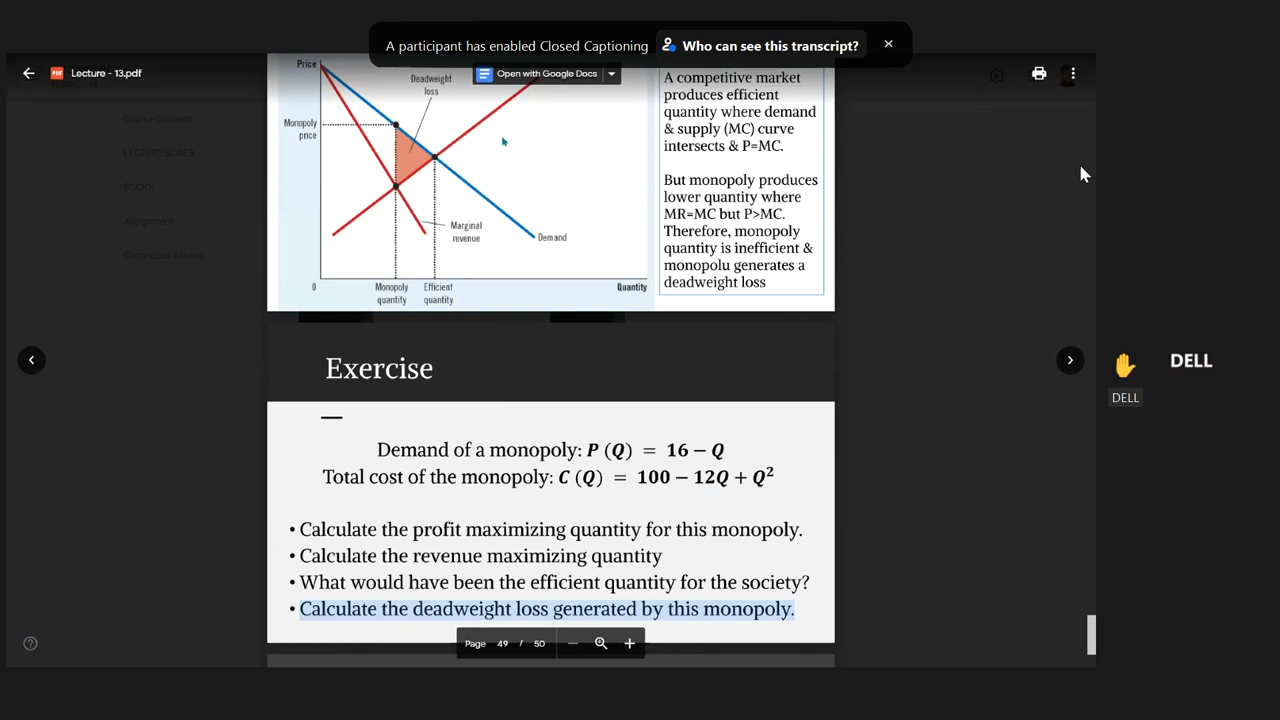 A participant has enabled Closed Captioning
Who can see this transcript?
Lecture - 13.pdf
Open with Google Docs
Course Contents
LECTURE SLIDES
BOOKS
Assignment
Price
Deadweight
loss
Monopoly
price
Marginal
revenue
Demand
0
Monopoly
quantity
Efficient
quantity
Quantity
A competitive market
produces efficient
quantity where demand
& supply (MC) curve
intersects & P=MC.
But monopoly produces
lower quantity where
MR=MC but P>MC.
Therefore, monopoly
quantity is inefficient &
monopolu generates a
deadweight loss
Exercise
Demand of a monopoly: P (Q) = 16 − Q
Total cost of the monopoly: C (Q) = 100 − 12Q + Q²
• Calculate the profit maximizing quantity for this monopoly.
• Calculate the revenue maximizing quantity
• What would have been the efficient quantity for the society?
• Calculate the deadweight loss generated by this monopoly.
Page 49 / 50
DELL
DELL